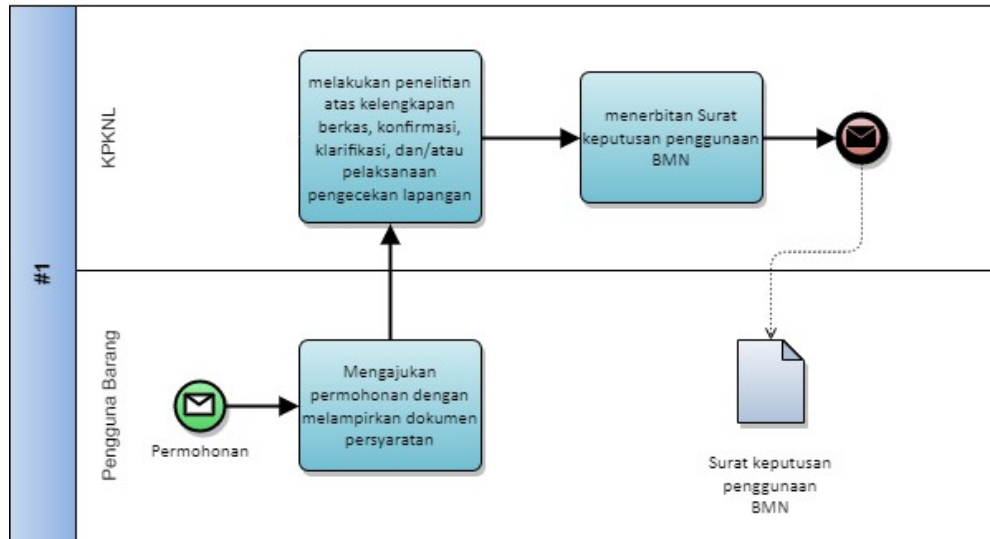 #1
KPKNL
melakukan penelitian
atas kelengkapan
berkas, konfirmasi,
klarifikasi, dan/atau
pelaksanaan
pengecekan lapangan
menerbitan Surat
keputusan penggunaan
BMN
Pengguna Barang
Permohonan
Mengajukan
permohonan dengan
melampirkan dokumen
persyaratan
Surat keputusan
penggunaan
BMN